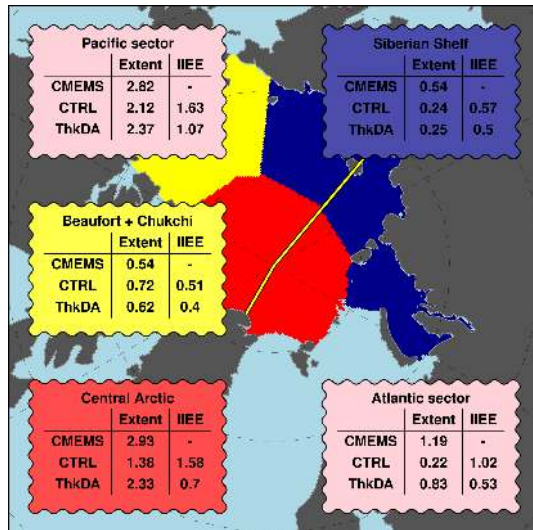 Pacific sector
Extent IIEE
CMEMS 2.82 -
CTRL 2.12 1.63
ThkDA 2.37 1.07
Siberian Shelf
Extent IIEE
CMEMS 0.54 -
CTRL 0.24 0.57
ThkDA 0.25 0.5
Beaufort + Chukchi
Extent IIEE
CMEMS 0.54 -
CTRL 0.72 0.51
ThkDA 0.62 0.4
Central Arctic
Extent IIEE
CMEMS 2.93 -
CTRL 1.38 1.58
ThkDA 2.33 0.7
Atlantic sector
Extent IIEE
CMEMS 1.19 -
CTRL 0.22 1.02
ThkDA 0.83 0.53